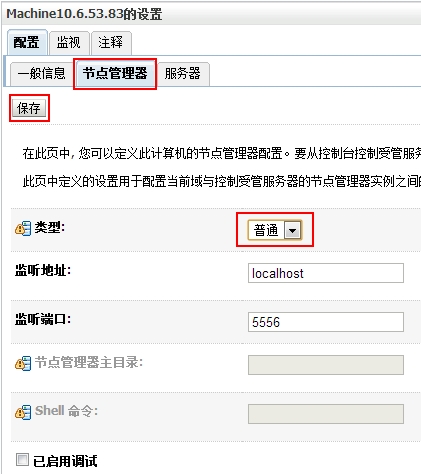 Machine10.6.53.83的设置
配置 监视 注释
一般信息 节点管理器 服务器
保存
在此页中, 您可以定义此计算机的节点管理器配置。要从控制台控制受管服务
此页中定义的设置用于配置当前域与控制受管服务器的节点管理器实例之间的
类型: 普通
监听地址: localhost
监听端口: 5556
节点管理器主目录:
Shell 命令:
已启用调试